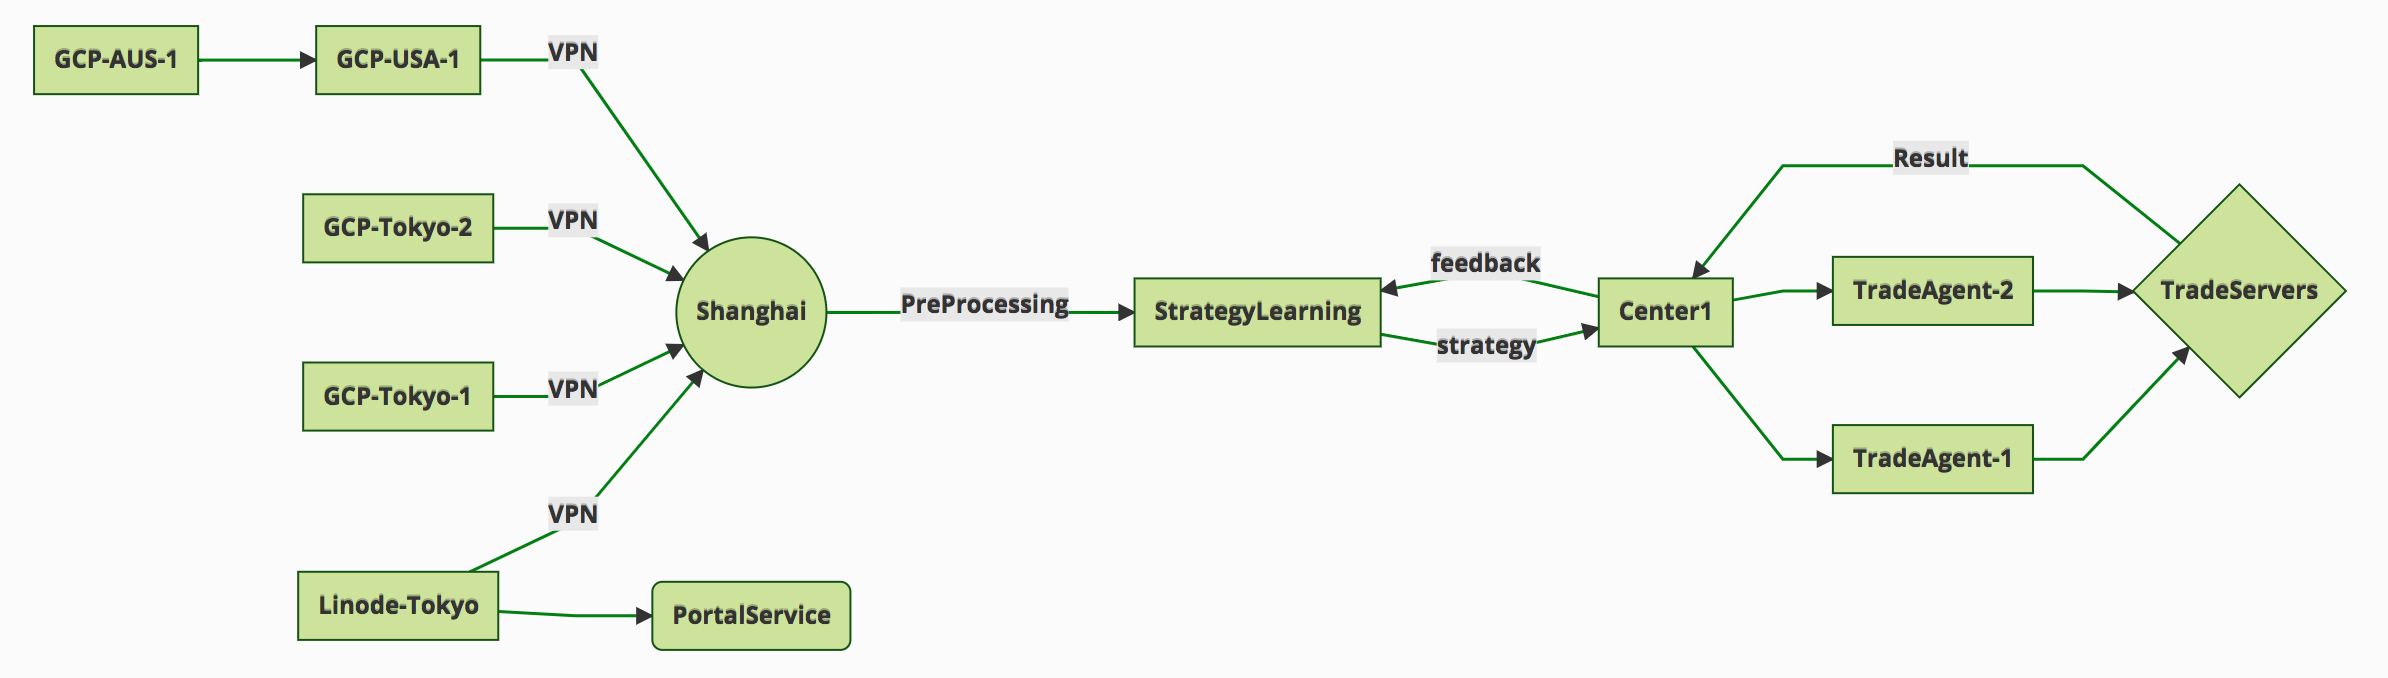 GCP-AUS-1
GCP-USA-1
VPN
GCP-Tokyo-2
VPN
GCP-Tokyo-1
VPN
VPN
Linode-Tokyo
PortalService
Shanghai
PreProcessing
StrategyLearning
feedback
strategy
Center1
Result
TradeAgent-2
TradeAgent-1
TradeServers